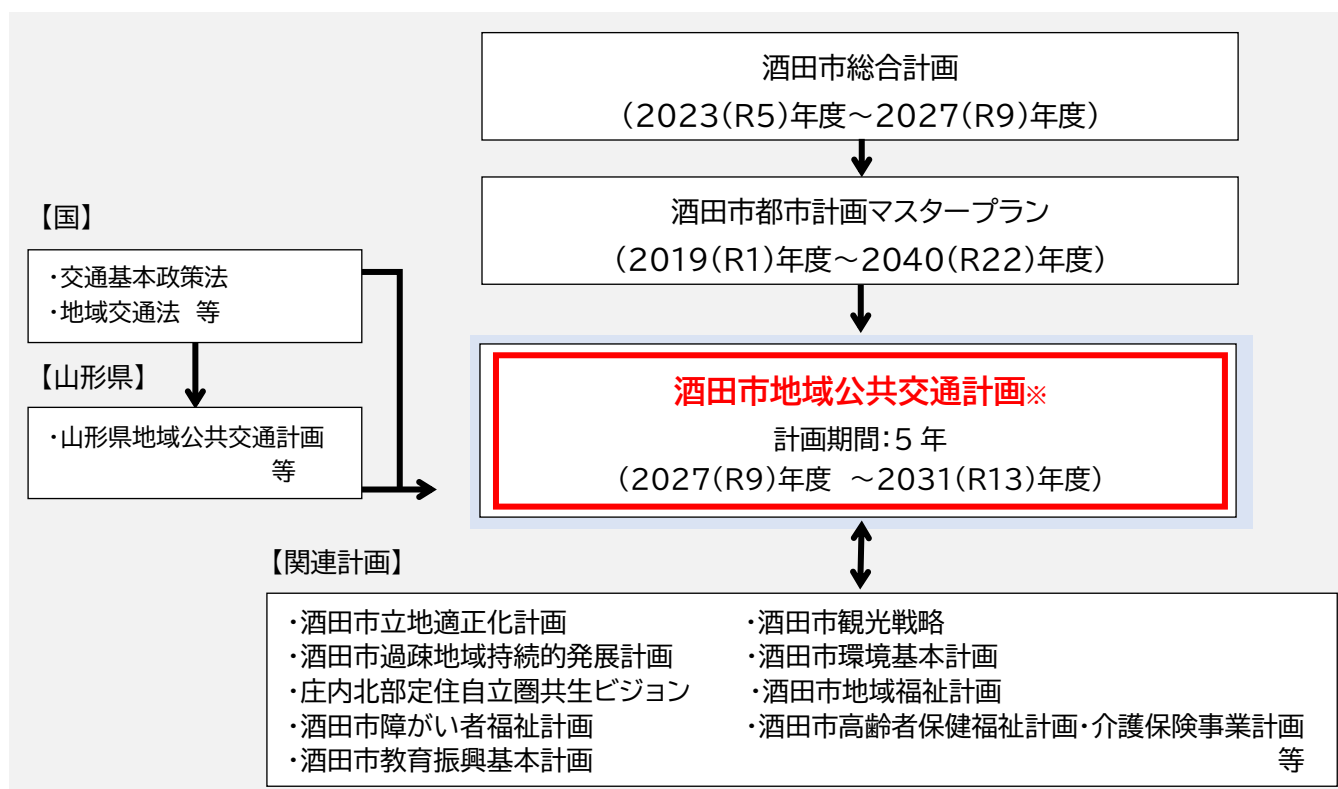 酒田市総合計画
（2023(R5)年度～2027(R9)年度）
酒田市都市計画マスタープラン
（2019(R1)年度～2040(R22)年度）
【国】
・交通基本政策法
・地域交通法 等
【山形県】
・山形県地域公共交通計画
等
酒田市地域公共交通計画※
計画期間：5 年
（2027(R9)年度 ～2031(R13)年度）
【関連計画】
・酒田市立地適正化計画
・酒田市過疎地域持続的発展計画
・庄内北部定住自立圏共生ビジョン
・酒田市障がい者福祉計画
・酒田市教育振興基本計画
・酒田市観光戦略
・酒田市環境基本計画
・酒田市地域福祉計画
・酒田市高齢者保健福祉計画・介護保険事業計画
等